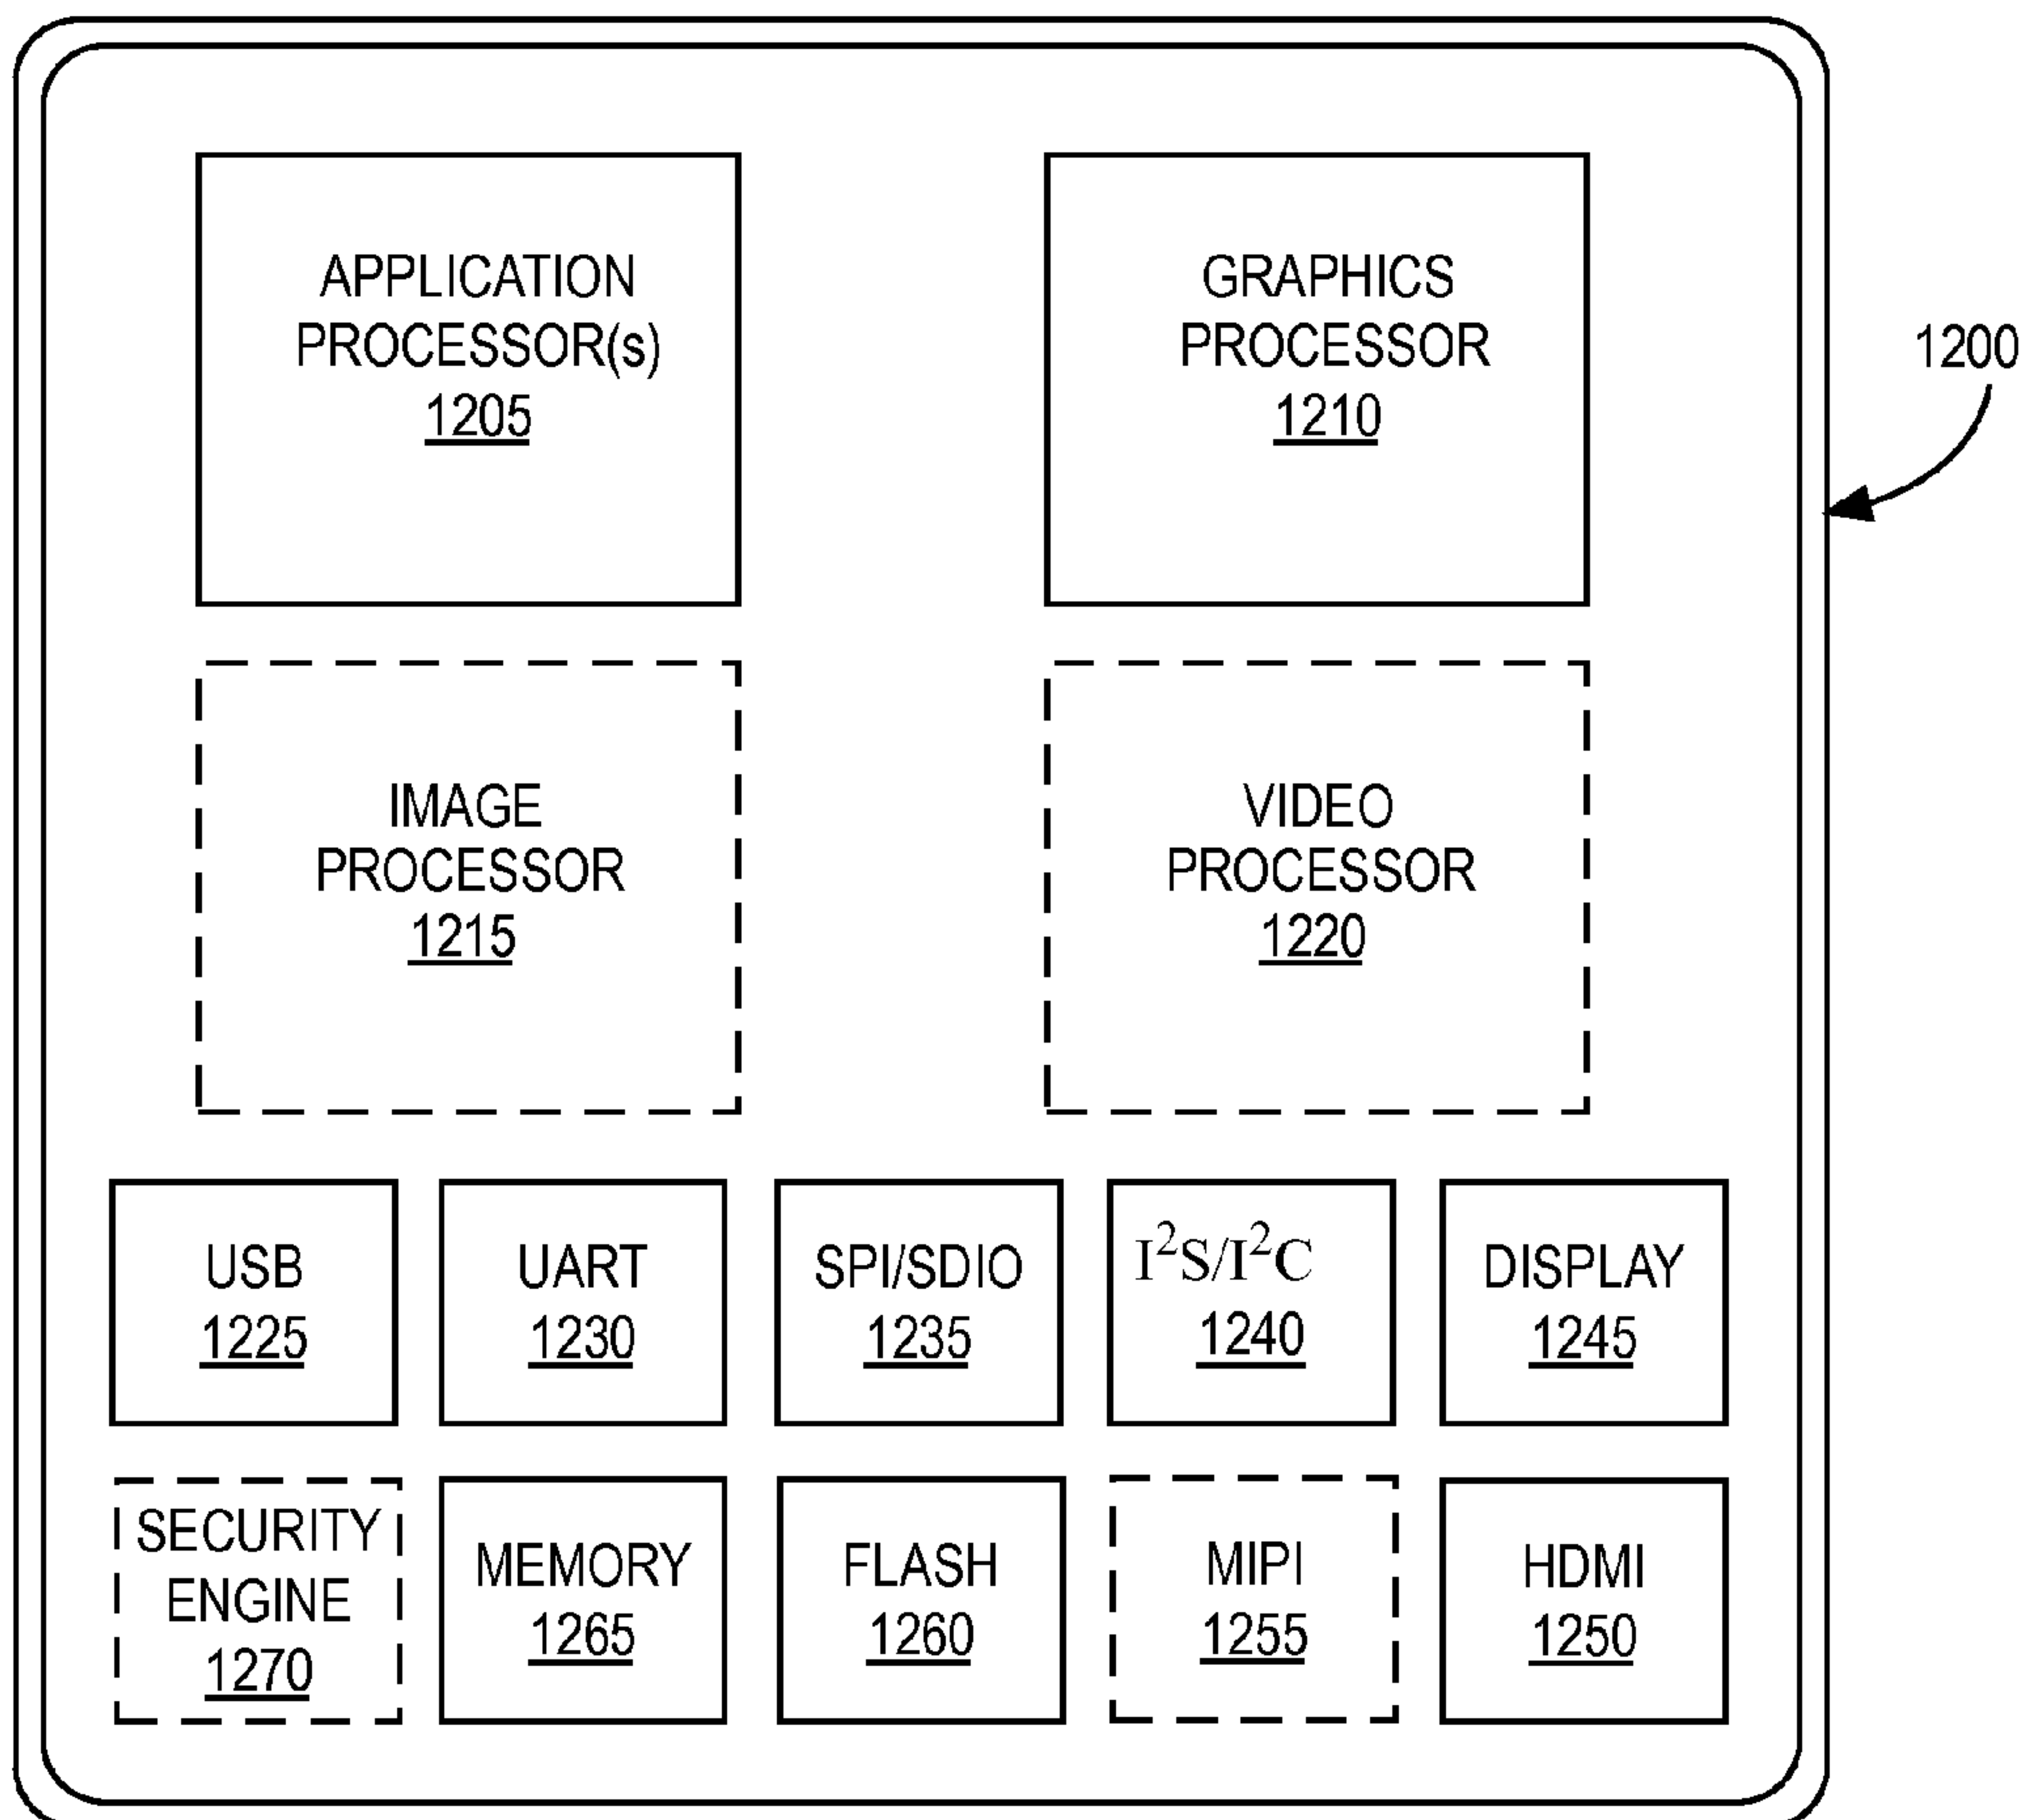 APPLICATION
PROCESSOR(s)
1205
GRAPHICS
PROCESSOR
1210
1200
IMAGE
PROCESSOR
1215
VIDEO
PROCESSOR
1220
USB
1225
UART
1230
SPI/SDIO
1235
I²S/I²C
1240
DISPLAY
1245
SECURITY
ENGINE
1270
MEMORY
1265
FLASH
1260
MIPI
1255
HDMI
1250